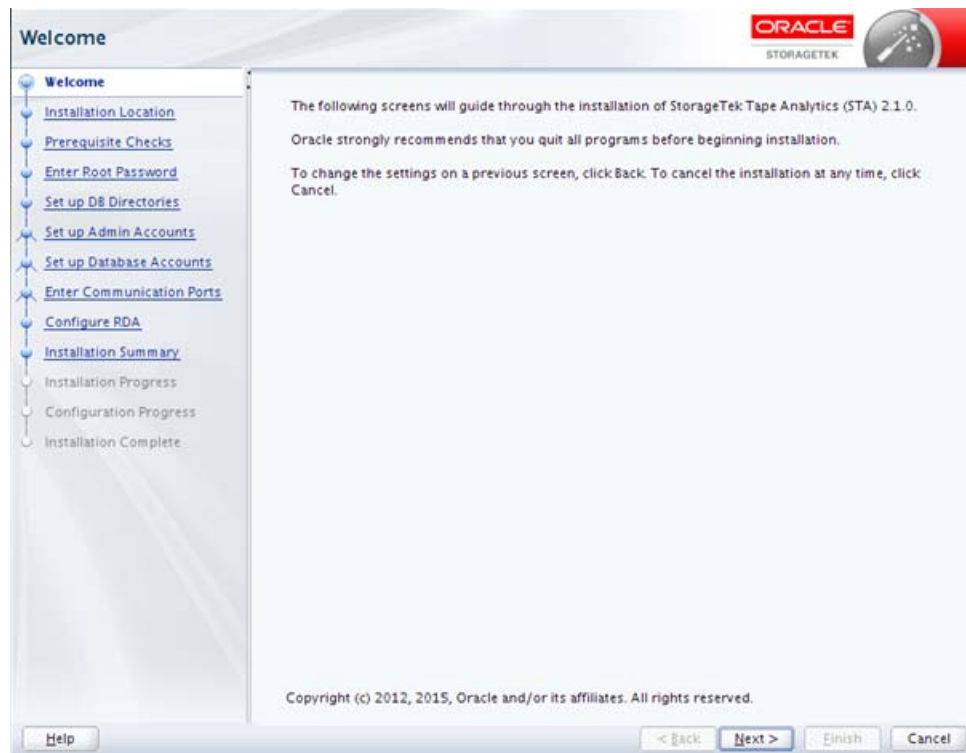 Welcome
ORACLE
STORAGETEK
Welcome
Installation Location
Prerequisite Checks
Enter Root Password
Set up DB Directories
Set up Admin Accounts
Set up Database Accounts
Enter Communication Ports
Configure RDA
Installation Summary
Installation Progress
Configuration Progress
Installation Complete
The following screens will guide through the installation of StorageTek Tape Analytics (STA) 2.1.0.
Oracle strongly recommends that you quit all programs before beginning installation.
To change the settings on a previous screen, click Back. To cancel the installation at any time, click
Cancel.
Copyright (c) 2012, 2015, Oracle and/or its affiliates. All rights reserved.
Help
< Back
Next >
Finish
Cancel